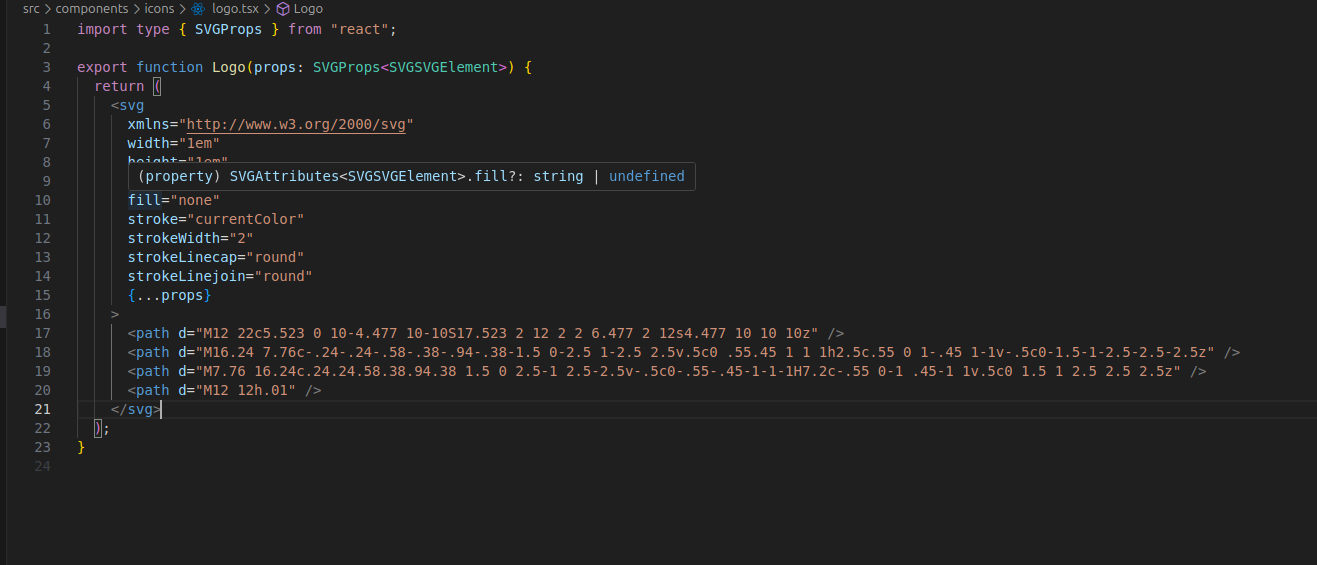 src > components > icons > logo.tsx > Logo
1 import type { SVGProps } from "react";
2
3 export function Logo(props: SVGProps<SVGSVGElement>) {
4 return (
5 <svg
6 xmlns="http://www.w3.org/2000/svg"
7 width="1em"
8 height="1em"
9 (property) SVGAttributes<SVGSVGElement>.fill?: string | undefined
10 fill="none"
11 stroke="currentColor"
12 strokeWidth="2"
13 strokeLinecap="round"
14 strokeLinejoin="round"
15 {...props}
16 >
17 <path d="M12 22c5.523 0 10-4.477 10-10S17.523 2 12 2 2 6.477 2 12s4.477 10 10 10z" />
18 <path d="M16.24 7.76c-.24-.24-.58-.38-.94-.38-1.5 0-2.5 1-2.5 2.5v.5c0 .55.45 1 1 1h2.5c.55 0 1-.45 1-1v-.5c0-1.5-1-2.5-2.5-2.5z" />
19 <path d="M7.76 16.24c.24.24.58.38.94.38 1.5 0 2.5-1 2.5-2.5v-.5c0-.55-.45-1-1-1H7.2c-.55 0-1 .45-1 1v.5c0 1.5 1 2.5 2.5 2.5z" />
20 <path d="M12 12h.01" />
21 </svg>
22 );
23 }
24